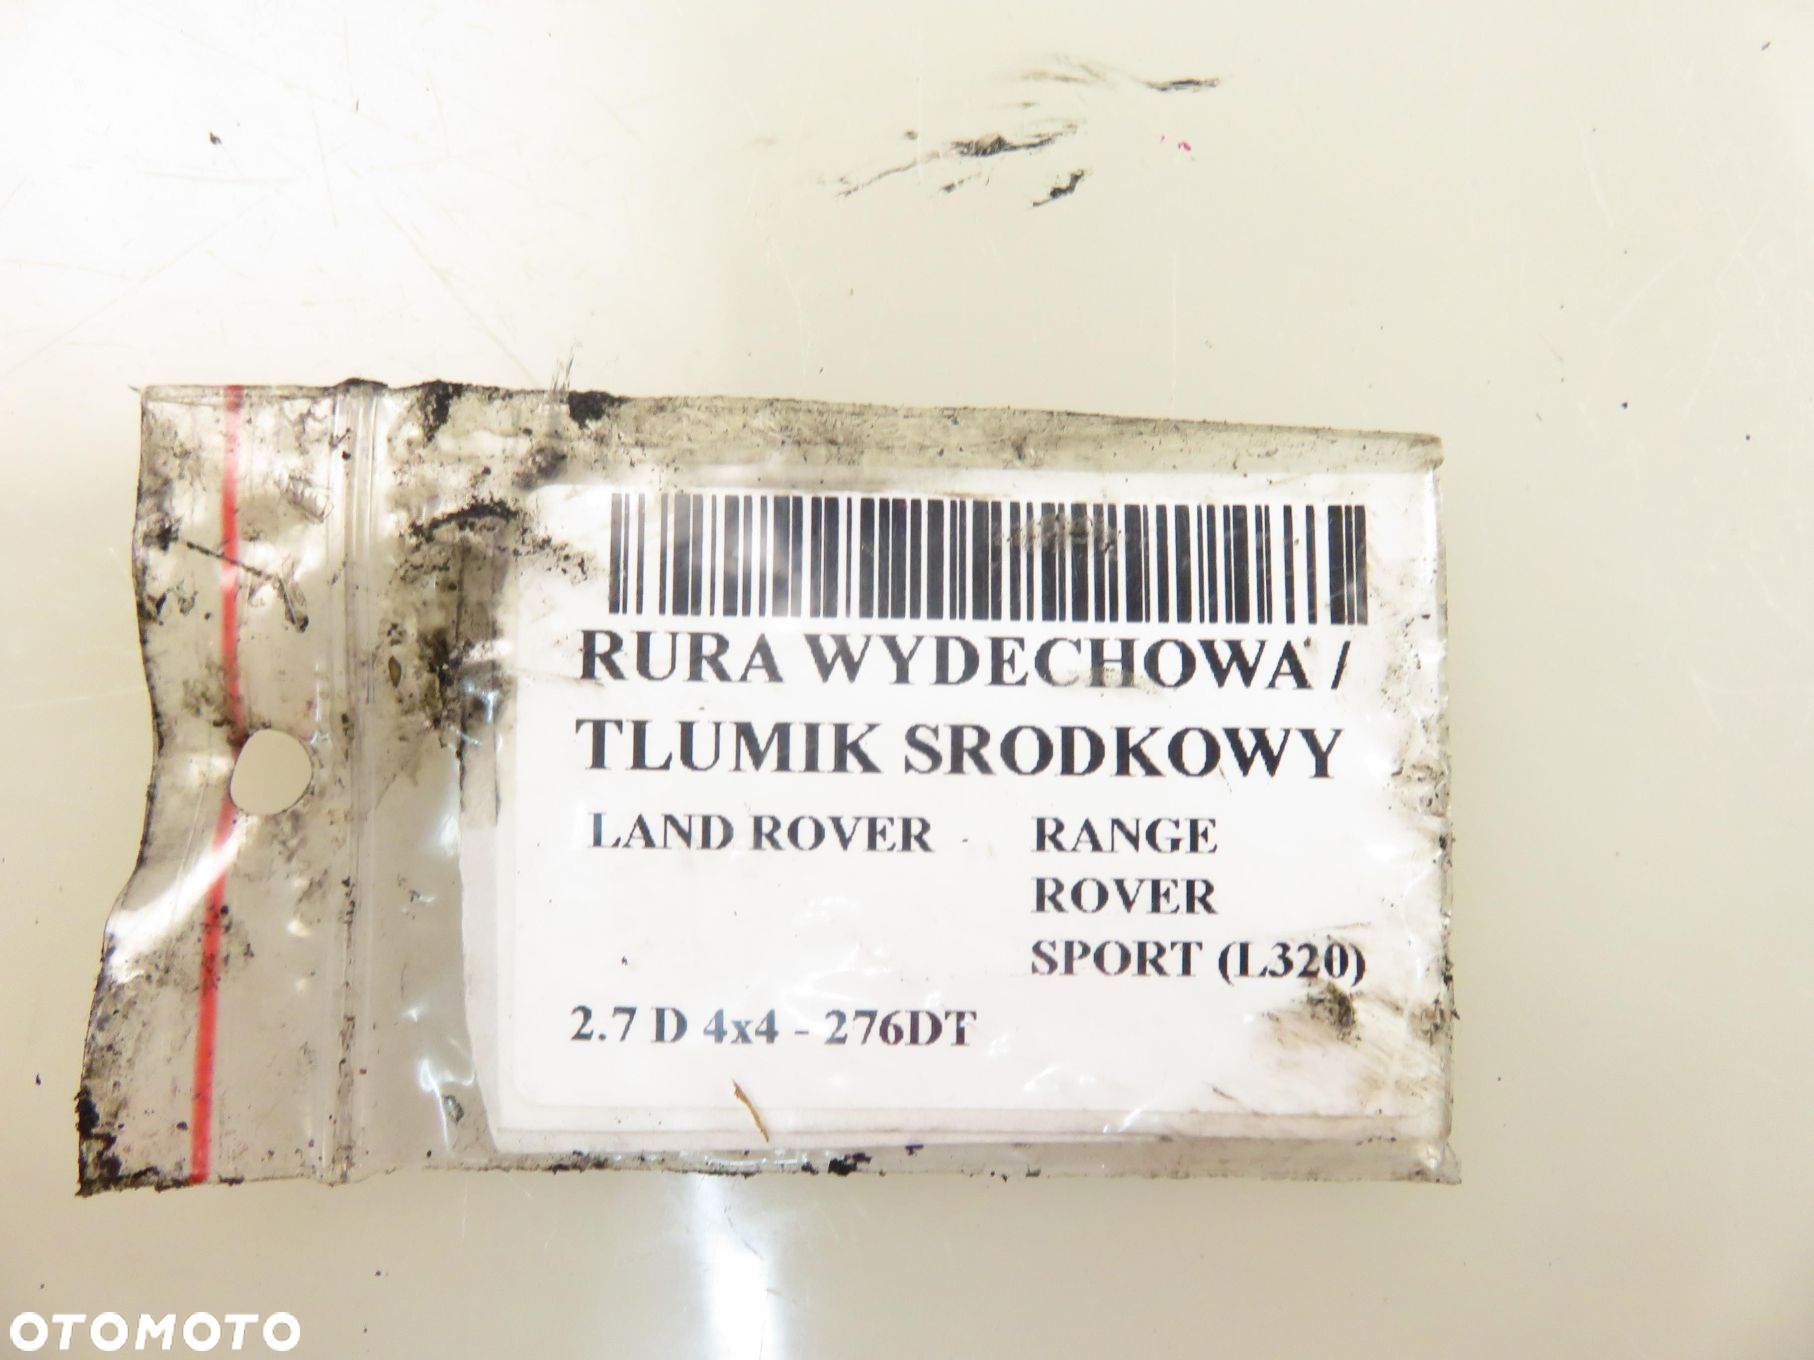 RURA WYDECHOWA /
TLUMIK SRODKOWY
LAND ROVER - RANGE
ROVER
SPORT (L320)
2.7 D 4x4 - 276DT
OTOMOTO